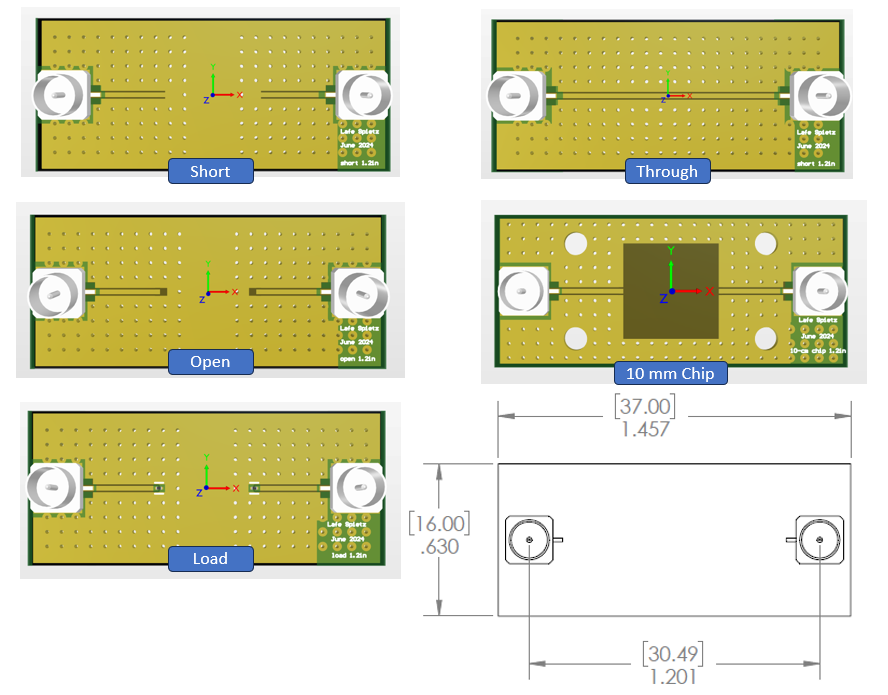 Y
X
Z
Lafe Spietz
June 2024
short 1.2in
Short
Y
X
Z
Lafe Spietz
June 2024
short 1.2in
Through
Y
X
Z
Lafe Spietz
June 2024
open 1.2in
Open
Y
X
Z
Lafe Spietz
June 2024
10-cm chip 1.2in
10 mm Chip
Y
X
Z
Lafe Spietz
June 2024
load 1.2in
Load
[37.00]
1.457
[16.00]
.630
[30.49]
1.201